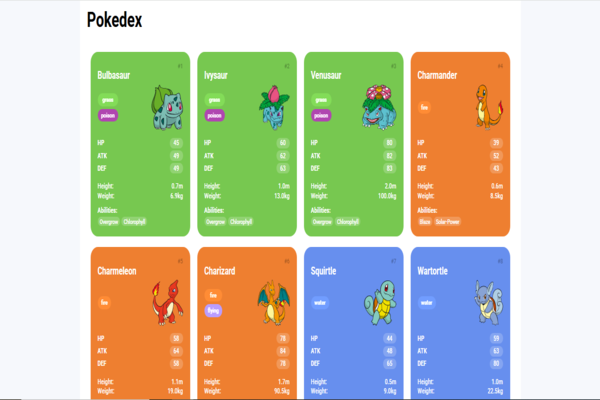 Pokedex
#1
Bulbasaur
grass
poison
HP 45
ATK 49
DEF 49
Height: 0.7m
Weight: 6.9kg
Abilities:
Overgrow Chlorophyll
#2
Ivysaur
grass
poison
HP 60
ATK 62
DEF 63
Height: 1.0m
Weight: 13.0kg
Abilities:
Overgrow Chlorophyll
#3
Venusaur
grass
poison
HP 80
ATK 82
DEF 83
Height: 2.0m
Weight: 100.0kg
Abilities:
Overgrow Chlorophyll
#4
Charmander
fire
HP 39
ATK 52
DEF 43
Height: 0.6m
Weight: 8.5kg
Abilities:
Blaze Solar Power
#5
Charmeleon
fire
HP 58
ATK 64
DEF 58
Height: 1.1m
Weight: 19.0kg
#6
Charizard
fire
flying
HP 78
ATK 84
DEF 78
Height: 1.7m
Weight: 90.5kg
#7
Squirtle
water
HP 44
ATK 48
DEF 65
Height: 0.5m
Weight: 9.0kg
#8
Wartortle
water
HP 59
ATK 63
DEF 80
Height: 1.0m
Weight: 22.5kg